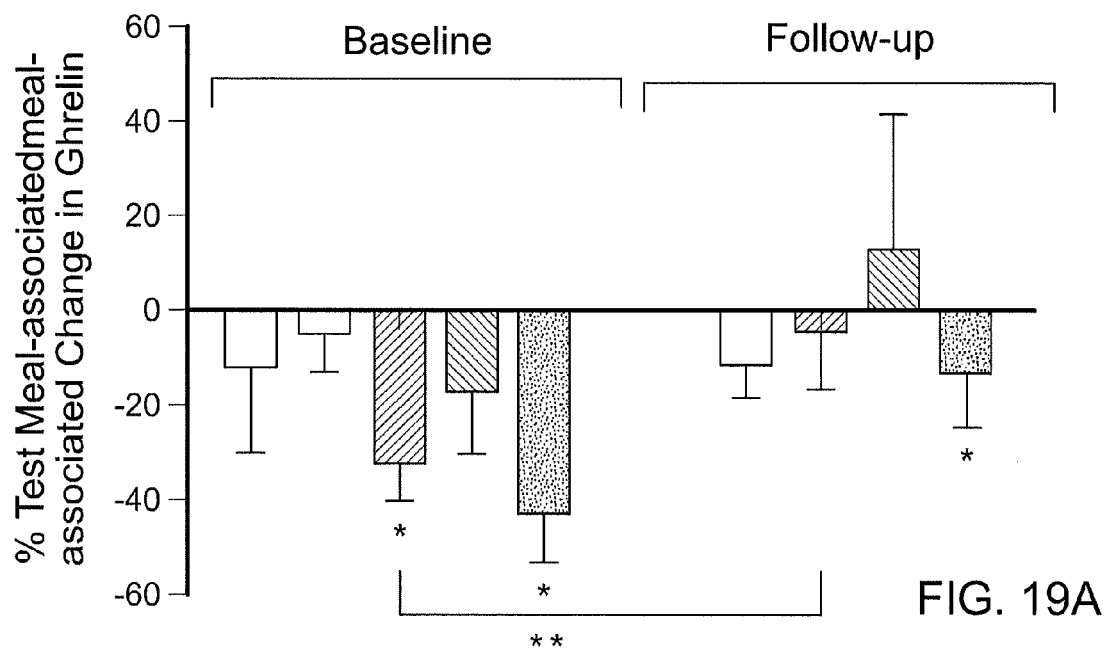 % Test Meal-associatedmeal-
associated Change in Ghrelin
60
40
20
0
-20
-40
-60
Baseline
Follow-up
*
*
*
**
FIG. 19A